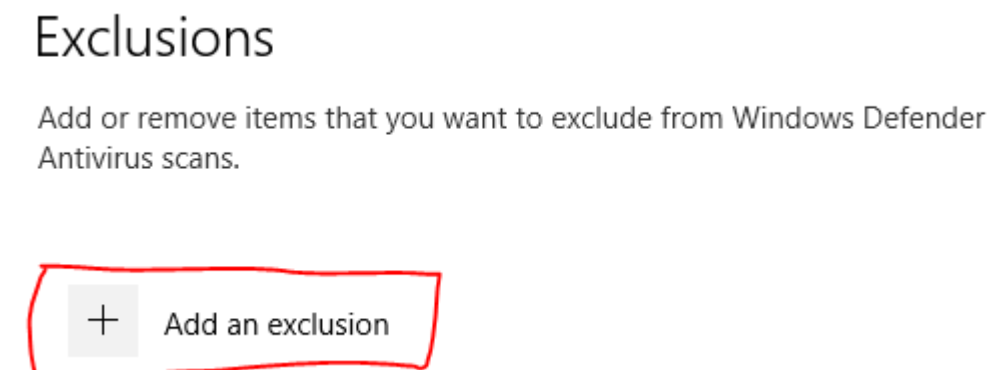 Exclusions
Add or remove items that you want to exclude from Windows Defender
Antivirus scans.
+ Add an exclusion